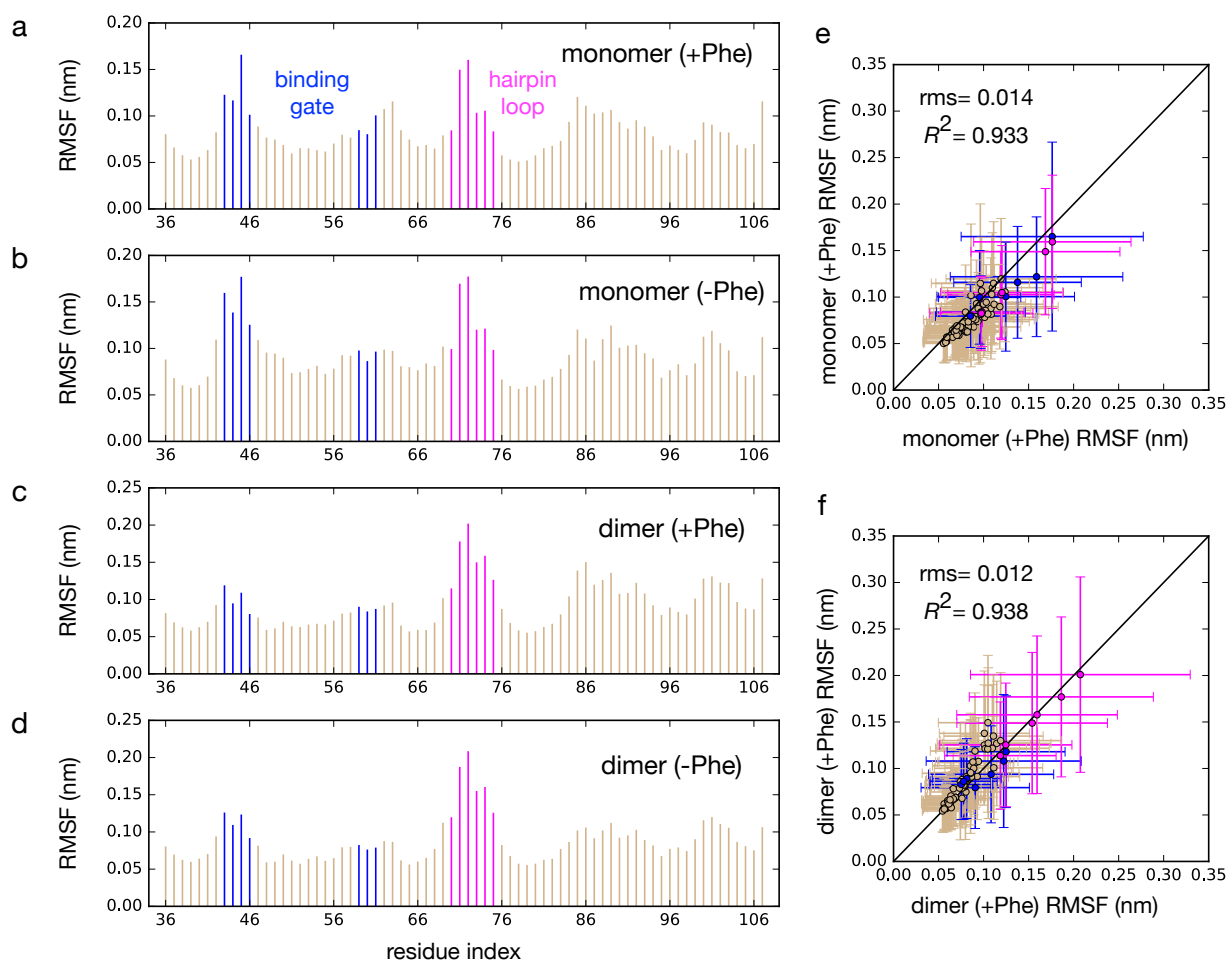 a
RMSF (nm)
0.20
0.15
0.10
0.05
0.00
monomer (+Phe)
binding
gate
hairpin
loop
36 46 56 66 76 86 96 106
b
RMSF (nm)
0.20
0.15
0.10
0.05
0.00
monomer (-Phe)
36 46 56 66 76 86 96 106
c
RMSF (nm)
0.25
0.20
0.15
0.10
0.05
0.00
dimer (+Phe)
36 46 56 66 76 86 96 106
d
RMSF (nm)
0.25
0.20
0.15
0.10
0.05
0.00
dimer (-Phe)
36 46 56 66 76 86 96 106
residue index
e
monomer (+Phe) RMSF (nm)
0.35
0.30
0.25
0.20
0.15
0.10
0.05
0.00
rms= 0.014
R²= 0.933
0.00 0.05 0.10 0.15 0.20 0.25 0.30 0.35
monomer (+Phe) RMSF (nm)
f
dimer (+Phe) RMSF (nm)
0.35
0.30
0.25
0.20
0.15
0.10
0.05
0.00
rms= 0.012
R²= 0.938
0.00 0.05 0.10 0.15 0.20 0.25 0.30 0.35
dimer (+Phe) RMSF (nm)